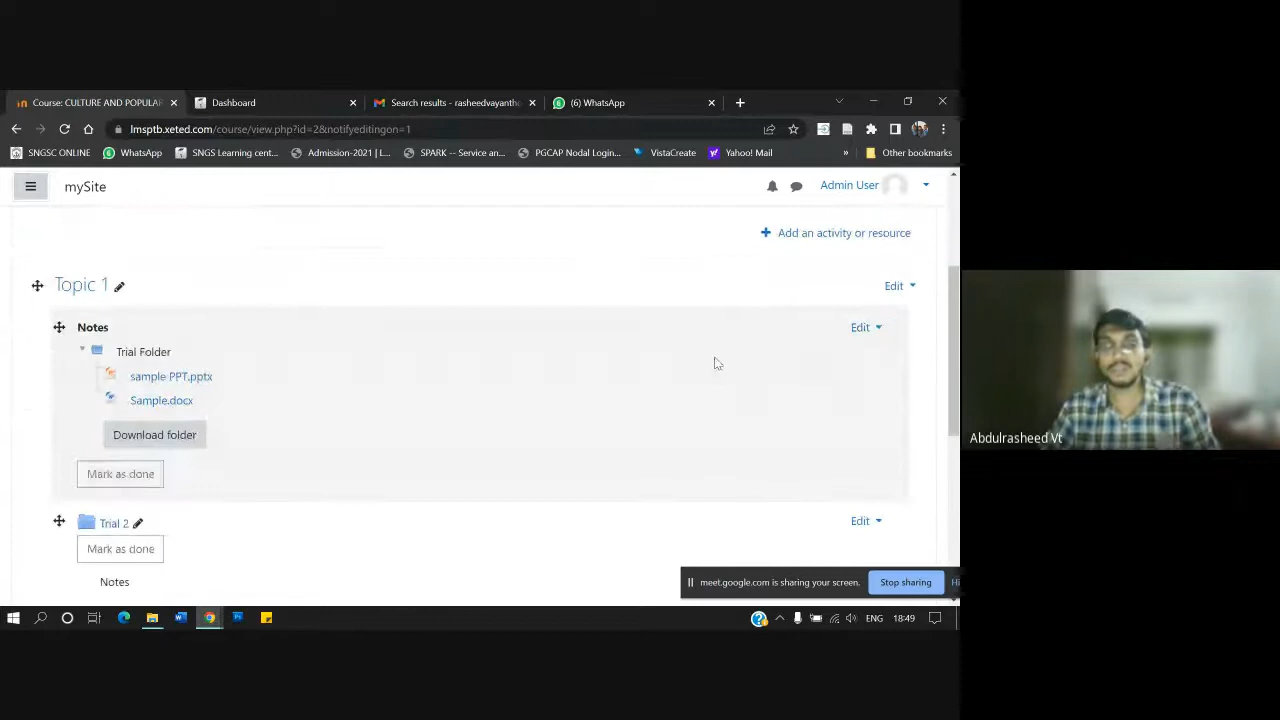 Course: CULTURE AND POPULAR
Dashboard
Search results - rasheedvayanth
(6) WhatsApp
lmsptb.xeted.com/course/view.php?id=2&notifyeditingon=1
SNGSC ONLINE
WhatsApp
SNGS Learning cent...
Admission-2021 | L...
SPARK -- Service an...
PGCAP Nodal Login...
VistaCreate
Yahoo! Mail
»
Other bookmarks
mySite
Admin User
+ Add an activity or resource
Topic 1
Edit
Notes
Edit
Trial Folder
sample PPT.pptx
Sample.docx
Download folder
Mark as done
Trial 2
Edit
Mark as done
Notes
meet.google.com is sharing your screen.
Stop sharing
Hi
ENG
18:49
Abdulrasheed Vt